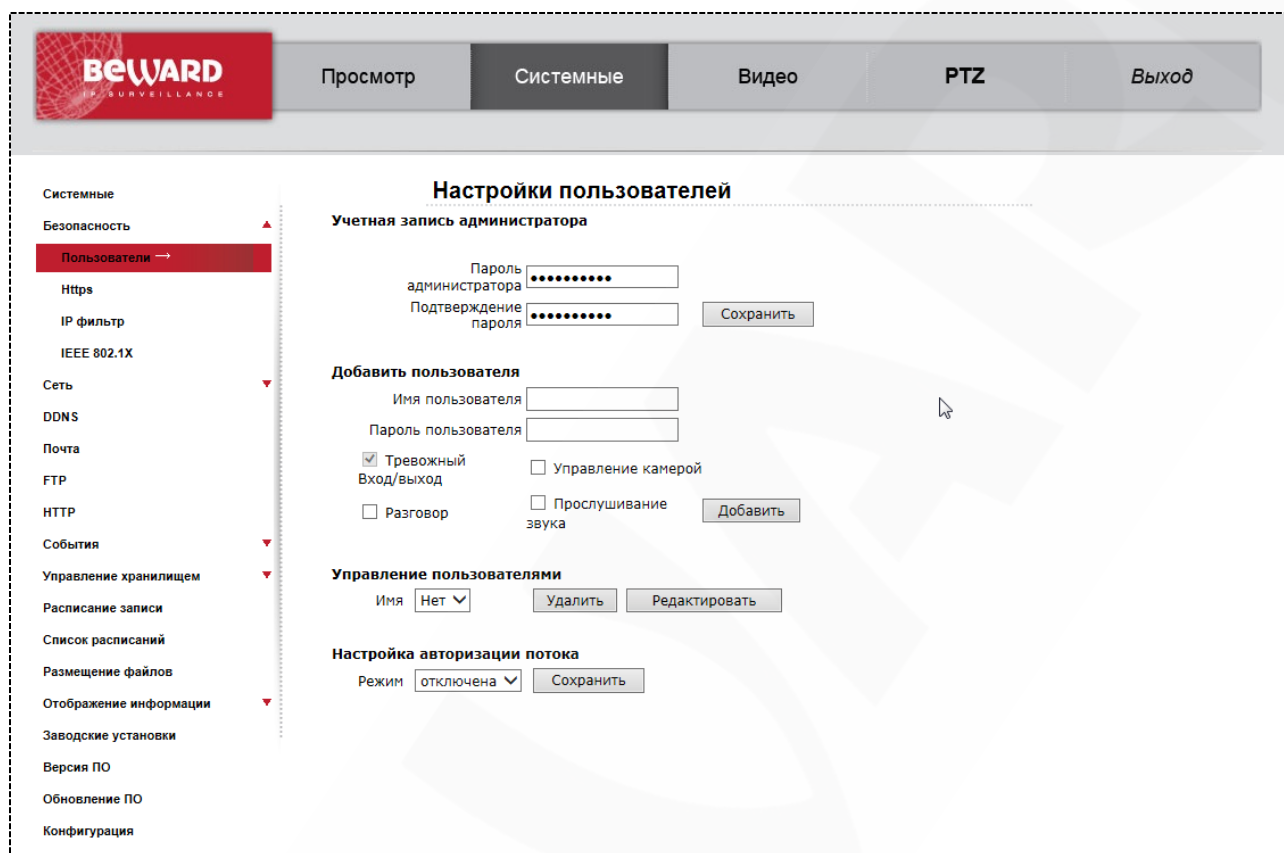 BEWARD
IP SURVEILLANCE
Просмотр
Системные
Видео
PTZ
Выход
Системные
Безопасность
Пользователи →
Https
IP фильтр
IEEE 802.1X
Сеть
DDNS
Почта
FTP
HTTP
События
Управление хранилищем
Расписание записи
Список расписаний
Размещение файлов
Отображение информации
Заводские установки
Версия ПО
Обновление ПО
Конфигурация
Настройки пользователей
Учетная запись администратора
Пароль
администратора ••••••••••
Подтверждение
пароля ••••••••••
Сохранить
Добавить пользователя
Имя пользователя
Пароль пользователя
Тревожный
Вход/выход
Управление камерой
Разговор
Прослушивание
звука
Добавить
Управление пользователями
Имя Нет Удалить Редактировать
Настройка авторизации потока
Режим отключена Сохранить